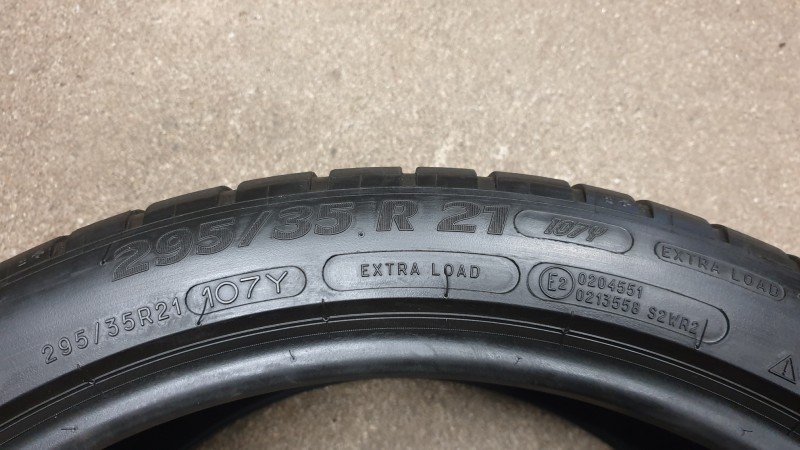 295/35 R 21 107Y
EXTRA LOAD
295/35R21 107Y
EXTRA LOAD
E2
0204551
0213558 S2WR2